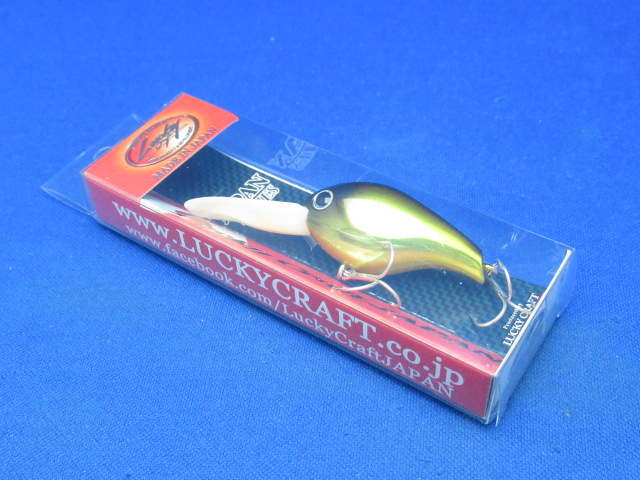 MADE IN JAPAN
www.LUCKYCRAFT.co.jp
www.facebook.com/LuckyCraftJAPAN
LUCKY CRAFT